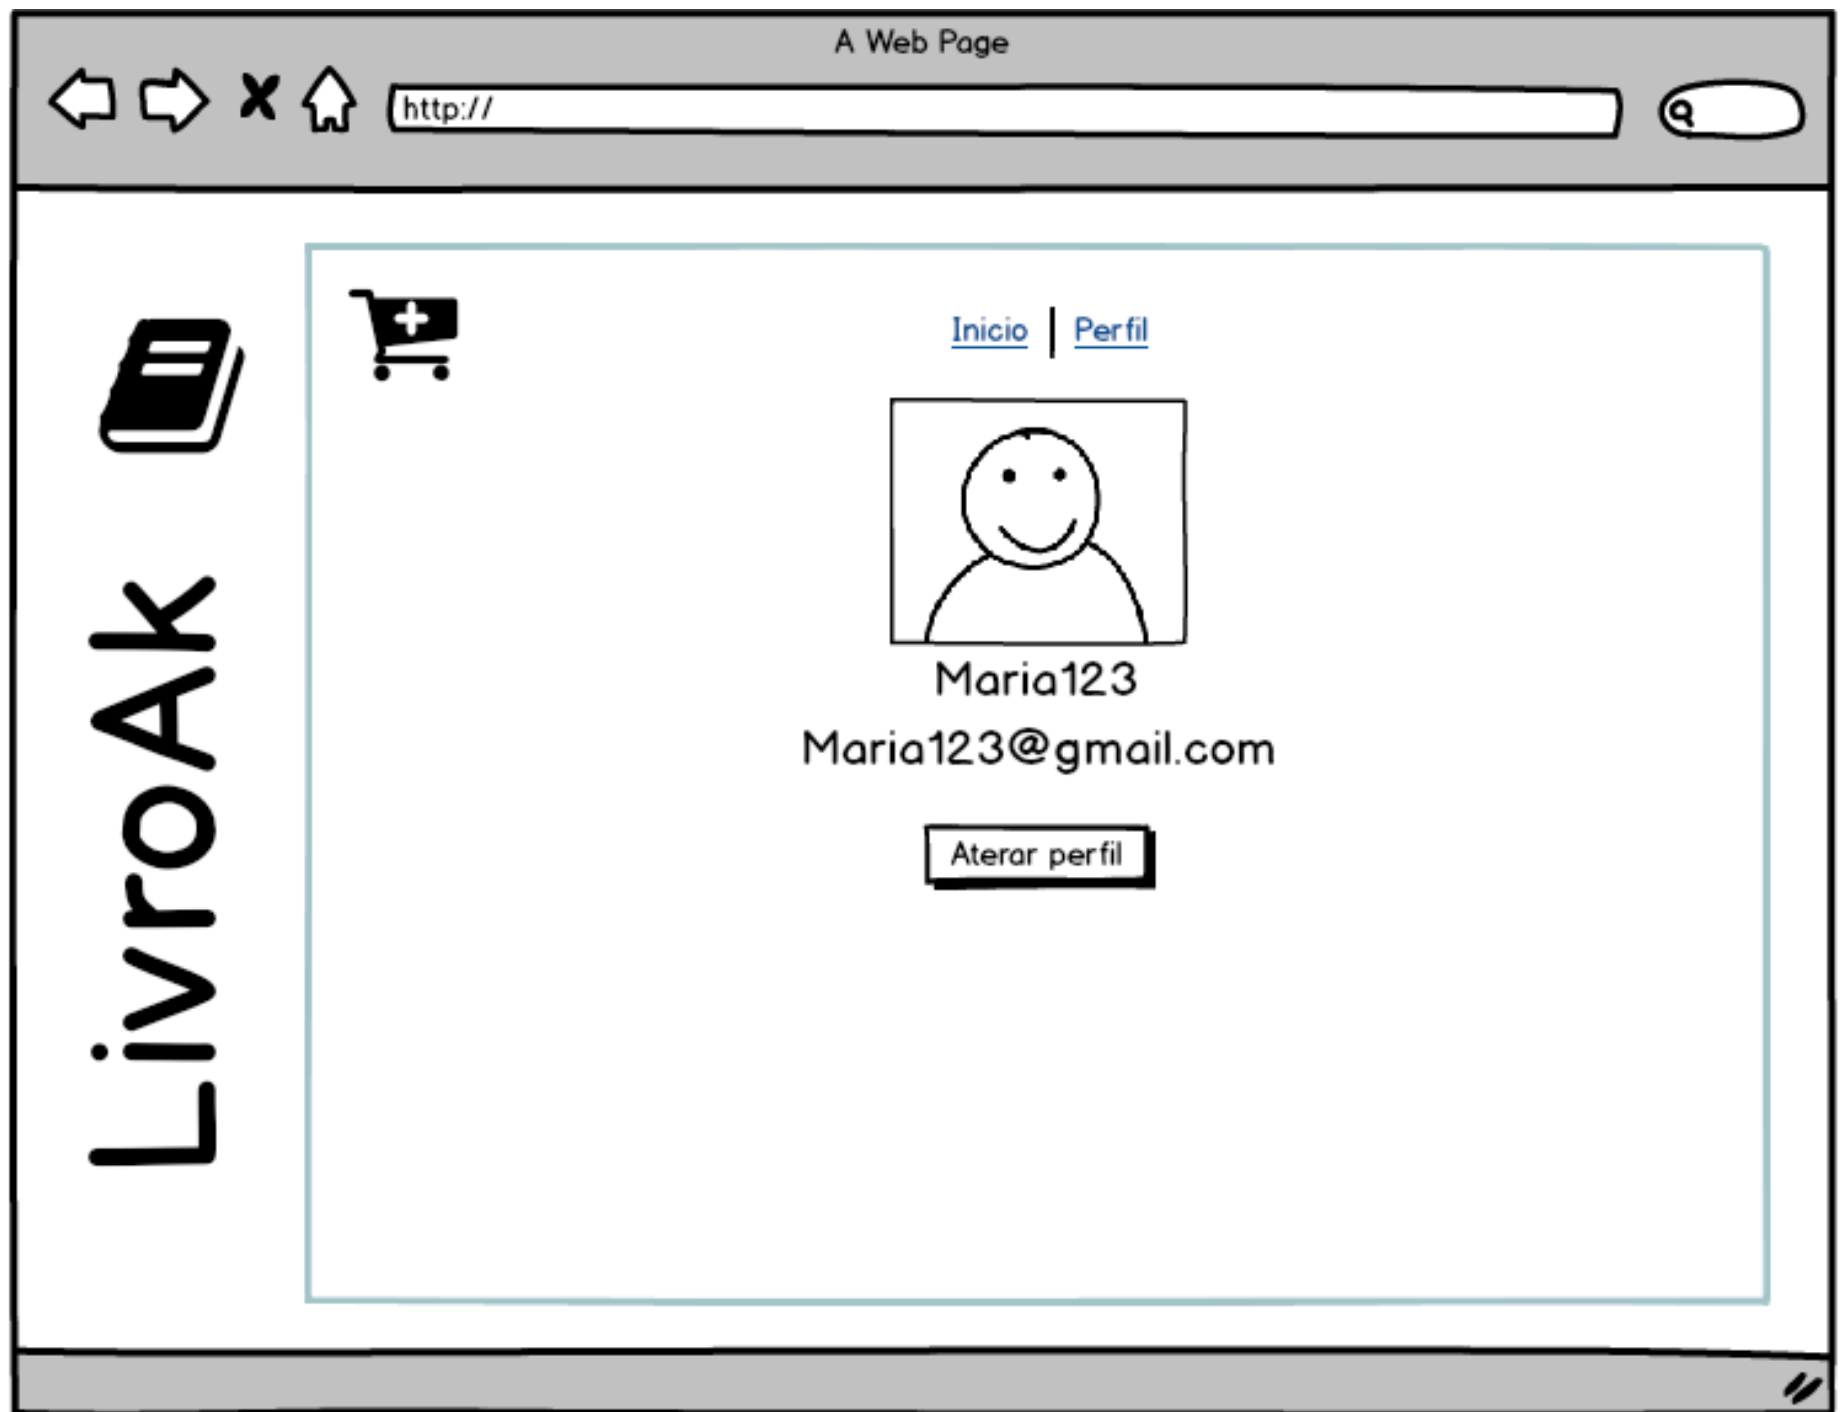 A Web Page
http://
LivroAk
Inicio | Perfil
Maria123
Maria123@gmail.com
Aterar perfil